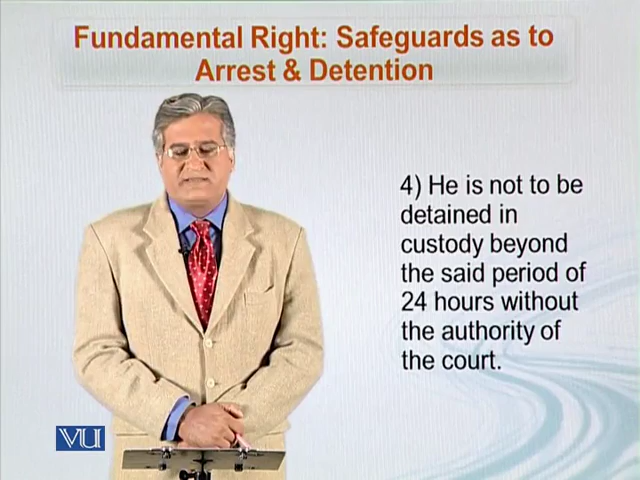 Fundamental Right: Safeguards as to
Arrest & Detention
4) He is not to be
detained in
custody beyond
the said period of
24 hours without
the authority of
the court.
VU